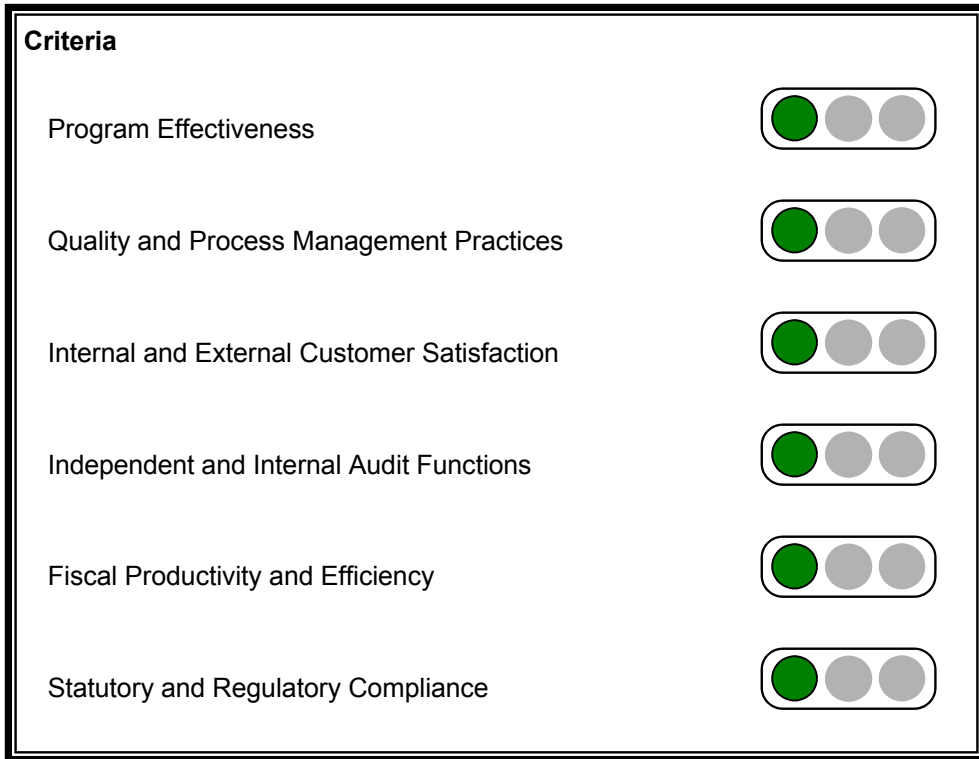 Criteria
Program Effectiveness
Quality and Process Management Practices
Internal and External Customer Satisfaction
Independent and Internal Audit Functions
Fiscal Productivity and Efficiency
Statutory and Regulatory Compliance